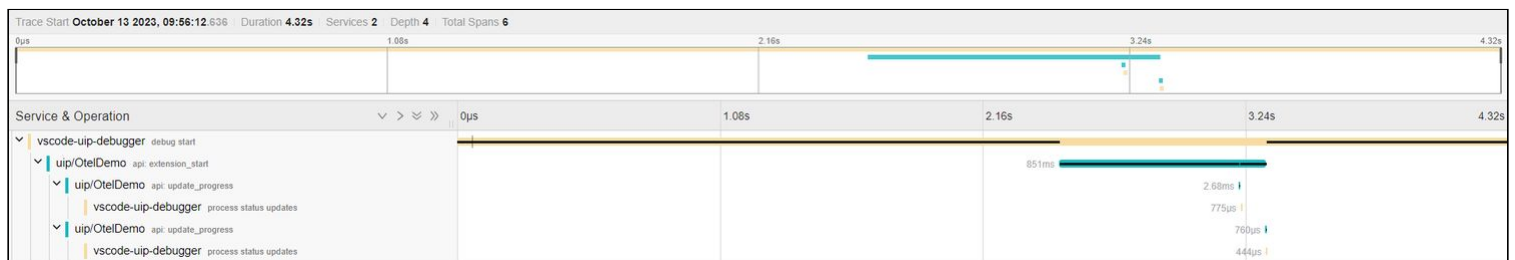 Trace Start October 13 2023, 09:56:12.636 Duration 4.32s Services 2 Depth 4 Total Spans 6
0μs 1.08s 2.16s 3.24s 4.32s
Service & Operation 0μs 1.08s 2.16s 3.24s 4.32s
vscode-uip-debugger debug start
uip/OtelDemo api: extension_start 851ms
uip/OtelDemo api: update_progress 2.68ms
vscode-uip-debugger process status updates 775μs
uip/OtelDemo api: update_progress 760μs
vscode-uip-debugger process status updates 444μs